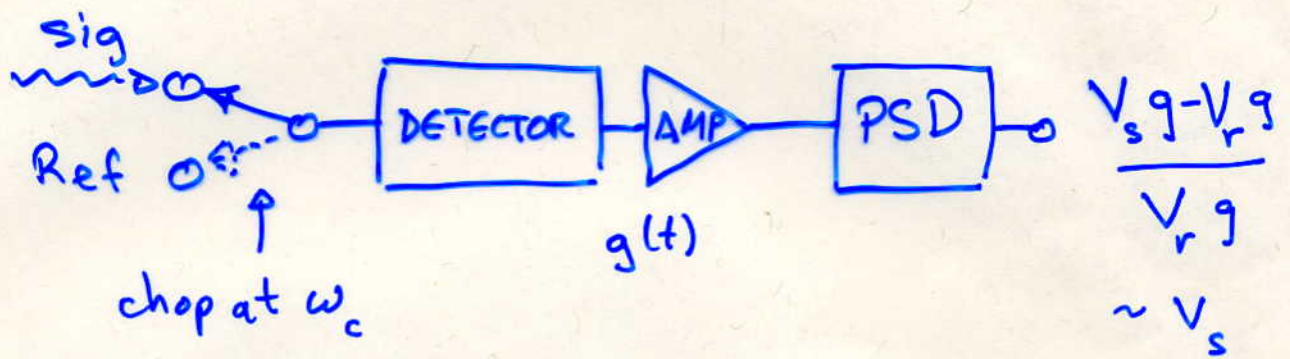 sig
Ref
chop at ω_c
DETECTOR
AMP
g(t)
PSD
V_s g - V_r g
V_r g
~ V_s